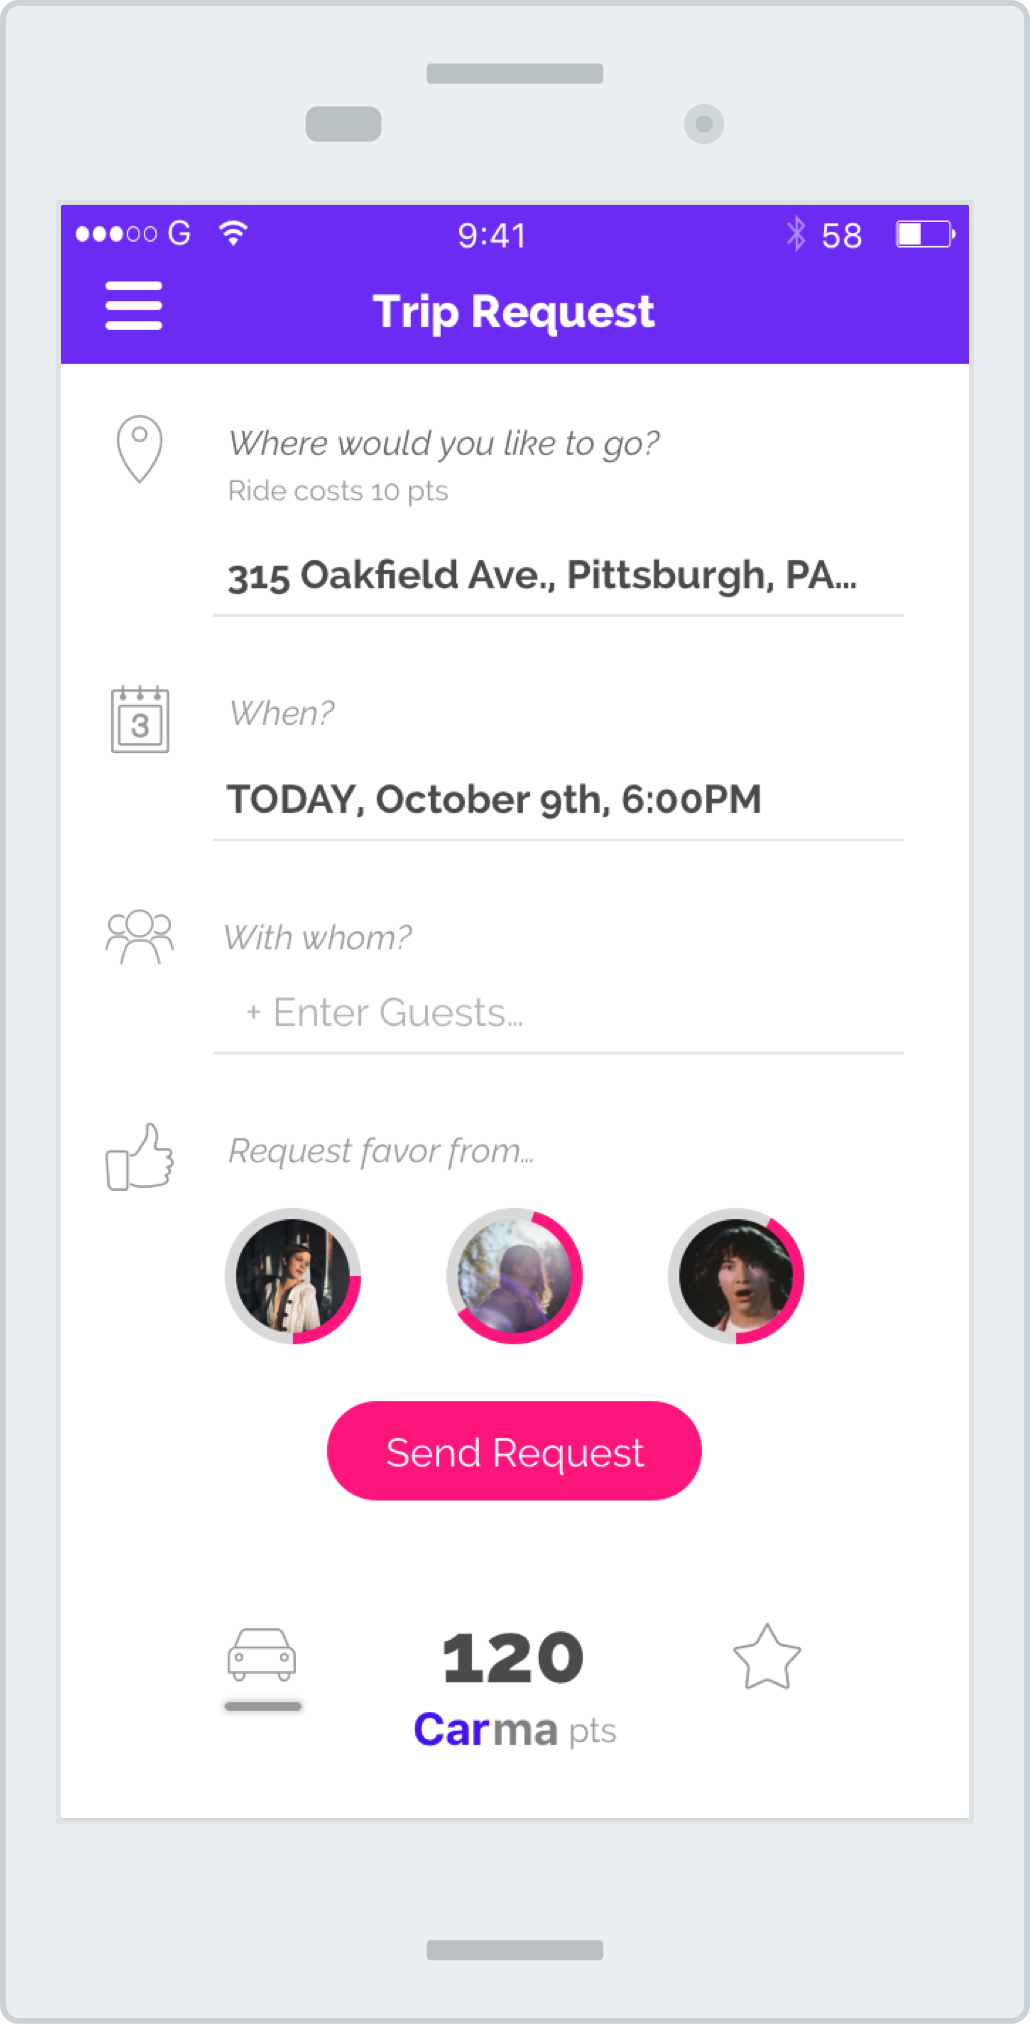 G 9:41 58
Trip Request
Where would you like to go?
Ride costs 10 pts
315 Oakfield Ave., Pittsburgh, PA...
3
When?
TODAY, October 9th, 6:00PM
With whom?
+ Enter Guests...
Request favor from...
Send Request
120
Carma pts